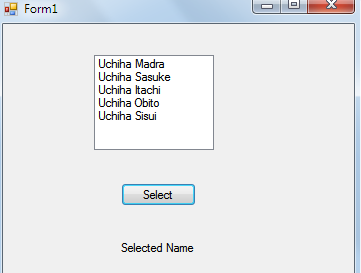 Form1
Uchiha Madra
Uchiha Sasuke
Uchiha Itachi
Uchiha Obito
Uchiha Sisui
Select
Selected Name